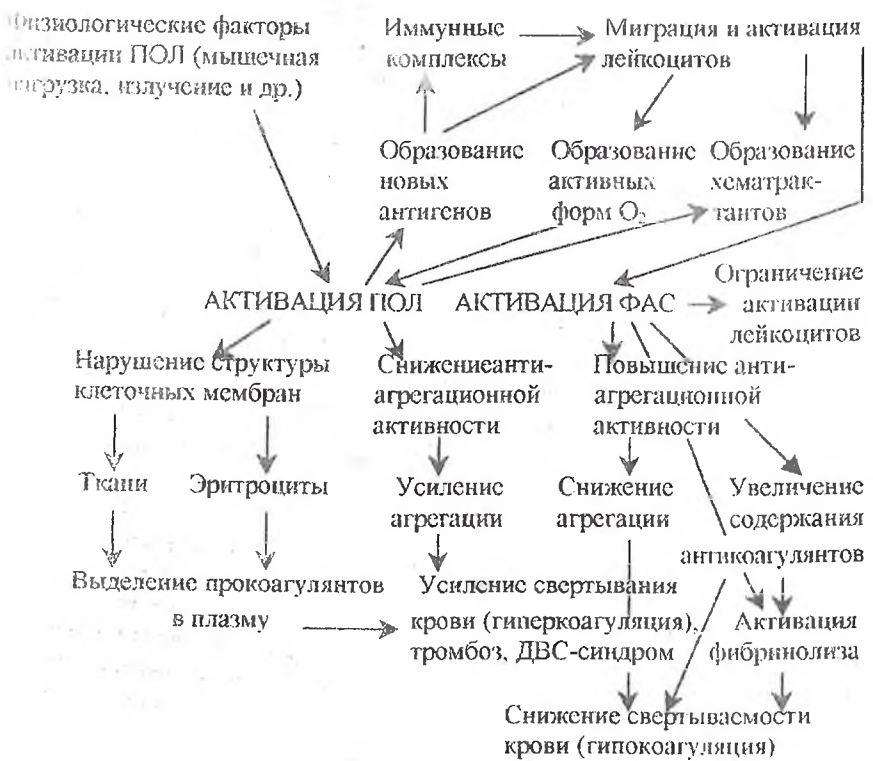 Физиологические факторы
активации ПОЛ (мышечная
нагрузка, излучение и др.)
Иммунные
комплексы
Миграция и активация
лейкоцитов
Образование
новых
антигенов
Образование
активных
форм O₂
Образование
хематрак-
тантов
АКТИВАЦИЯ ПОЛ
АКТИВАЦИЯ ФАС
Ограничение
активации
лейкоцитов
Нарушение структуры
клеточных мембран
Снижениеанти-
агрегационной
активности
Повышение анти-
агрегационной
активности
Ткани
Эритроциты
Усиление
агрегации
Снижение
агрегации
Увеличение
содержания
антикоагулянтов
Выделение прокоагулянтов
в плазму
Усиление свертывания
крови (гиперкоагуляция),
тромбоз, ДВС-синдром
Активация
фибринолиза
Снижение свертываемости
крови (гипокоагуляция)